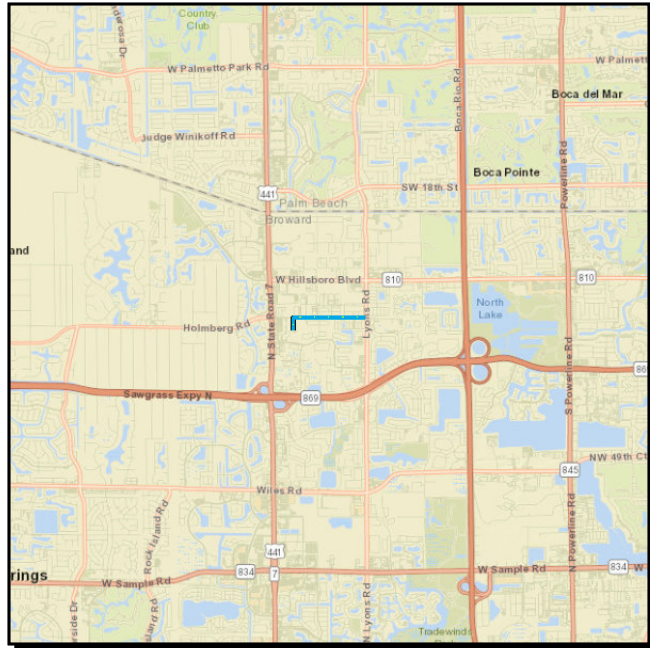 Country
Club
W Palmetto Park Rd
Boca Rio Rd
Boca del Mar
Judge Winikoff Rd
Powerline Rd
Boca Pointe
441
SW 18th St
Palm Beach
Broward
and
W Hillsboro Blvd
810
810
North
Lake
Lyons Rd
Holmberg Rd
N State Road 7
Sawgrass Expy N
869
S Powerline Rd
NW 49th Ct
845
Wiles Rd
Rock Island Rd
441
7
N Powerline Rd
rings
W Sample Rd
834
W Sample Rd
834
W
N Lyons Rd
Tradewinds